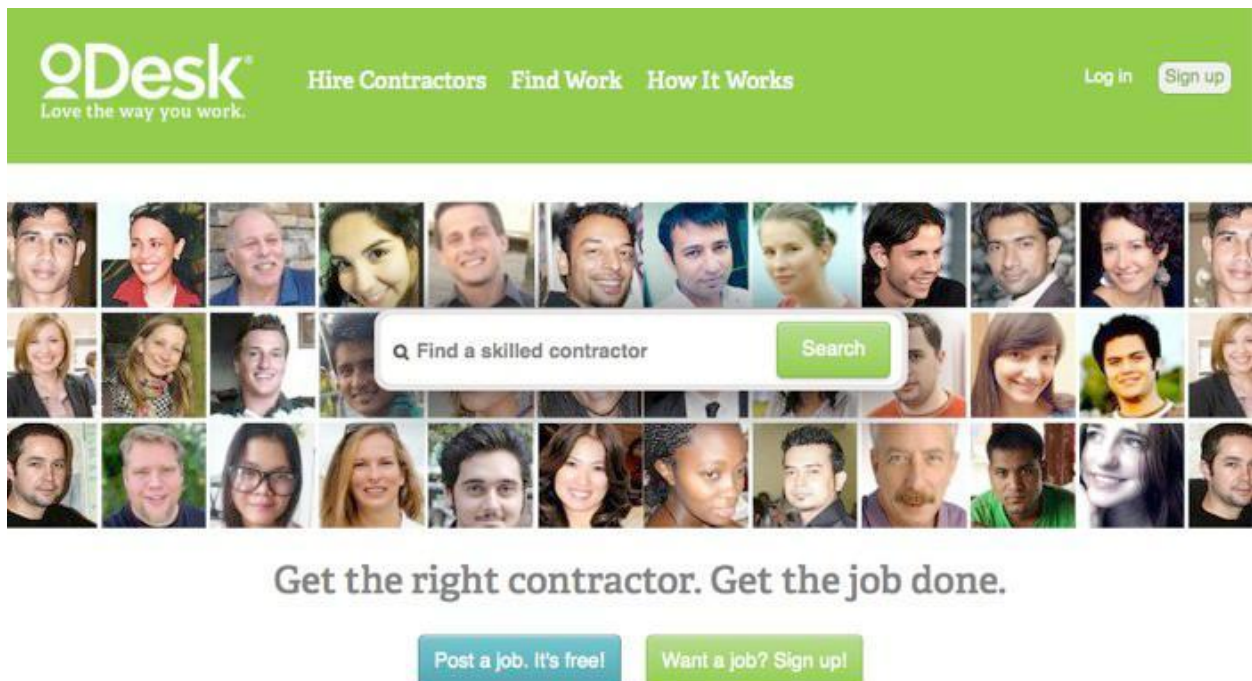 oDesk®
Love the way you work.
Hire Contractors Find Work How It Works
Log in Sign up
Find a skilled contractor Search
Get the right contractor. Get the job done.
Post a job. It's free! Want a job? Sign up!